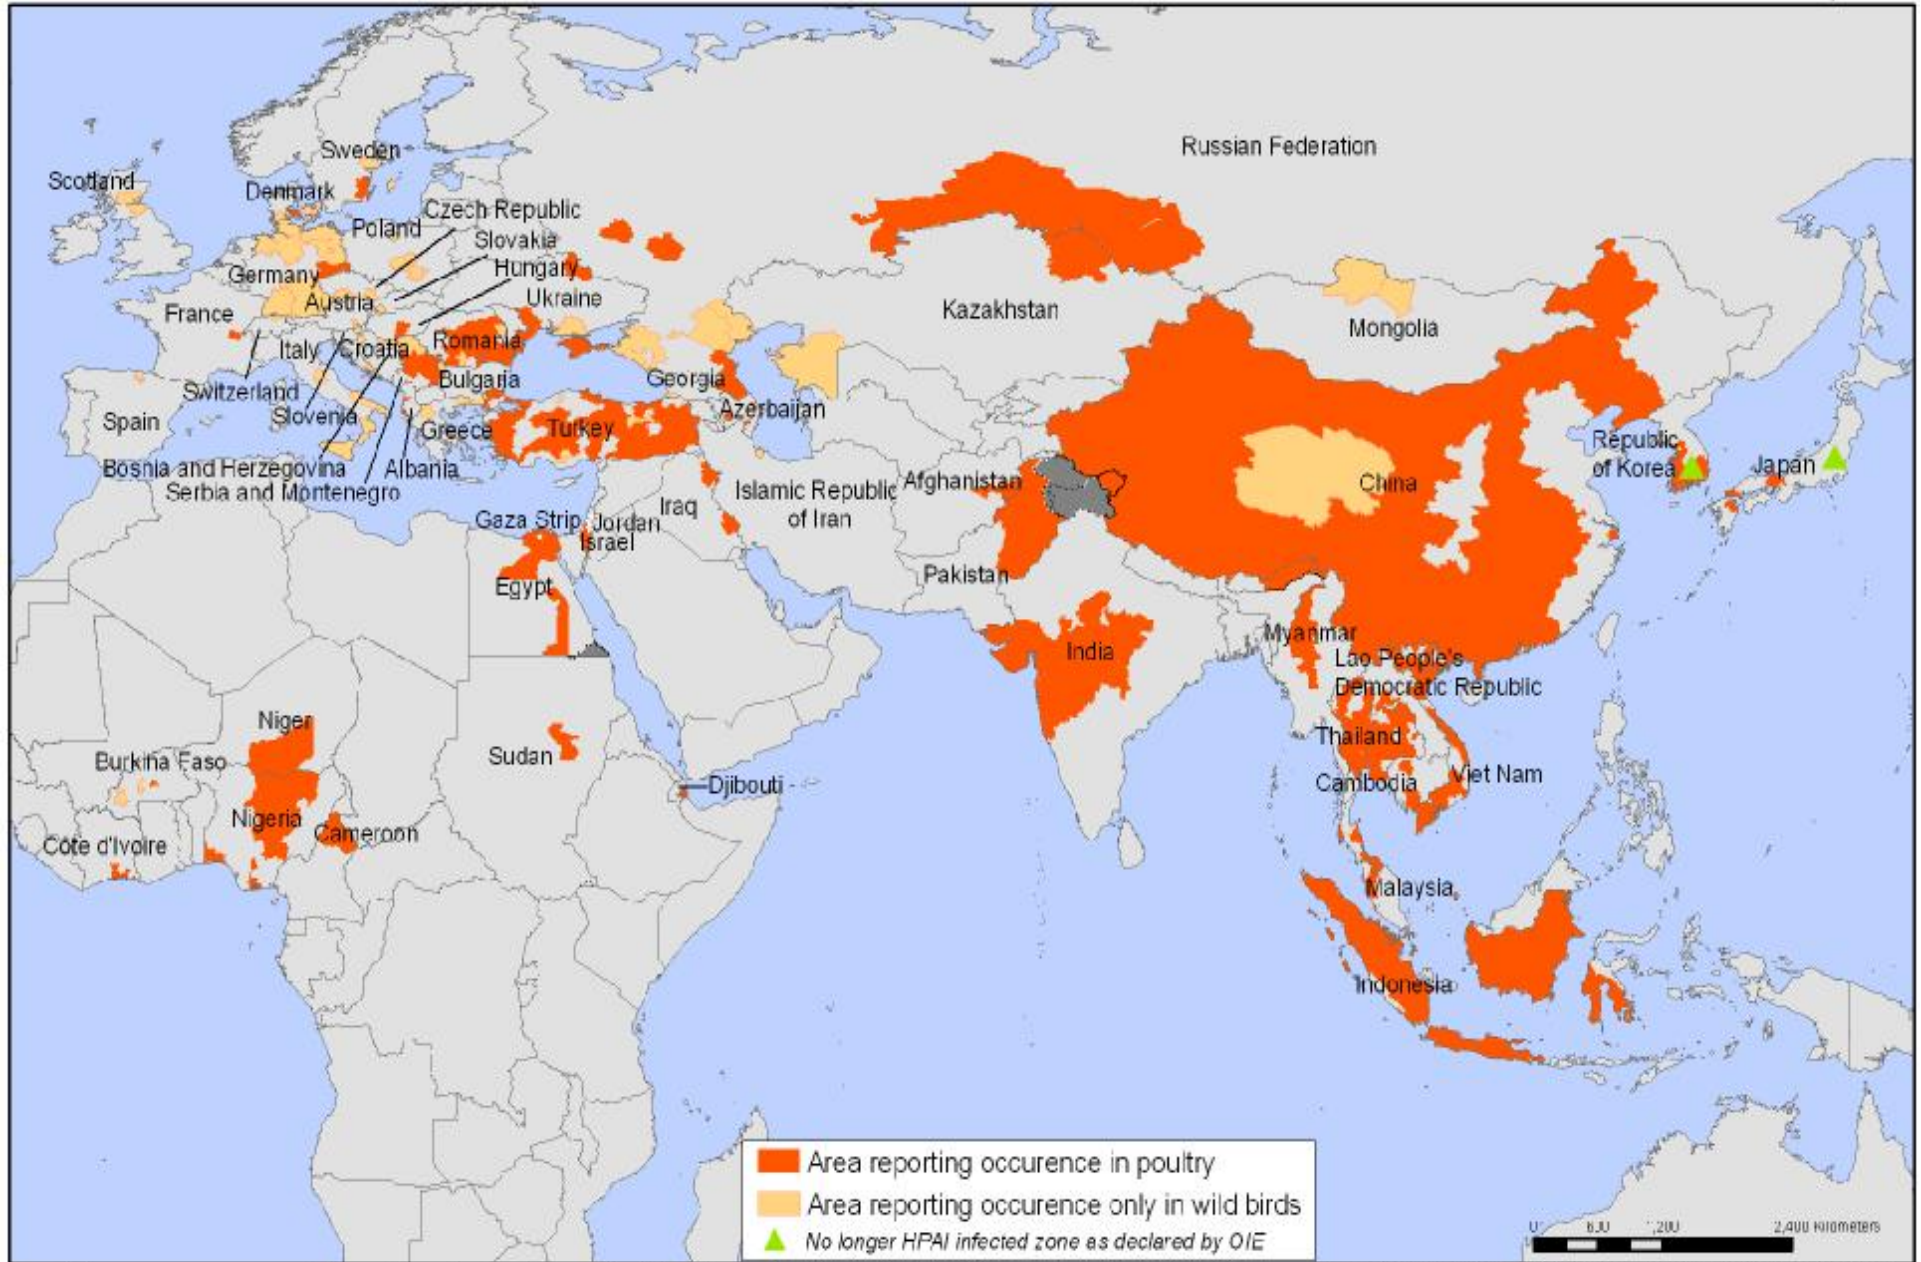 Russian Federation
Sweden
Scotland
Denmark
Czech Republic
Poland
Slovakia
Hungary
Germany
Ukraine
Austria
France
Kazakhstan
Mongolia
Romania
Italy
Croatia
Bulgaria
Georgia
Switzerland
Azerbaijan
Slovenia
Spain
Greece
Turkey
Republic
of Korea
Japan
Bosnia and Herzegovina
Albania
Serbia and Montenegro
Afghanistan
China
Islamic Republic
of Iran
Iraq
Gaza Strip
Jordan
Israel
Pakistan
Egypt
Myanmar
India
Lao People's
Democratic Republic
Niger
Thailand
Sudan
Burkina Faso
Viet Nam
Cambodia
Djibouti
Nigeria
Cameroon
Côte d'Ivoire
Malaysia
Indonesia
Area reporting occurence in poultry
Area reporting occurence only in wild birds
No longer HPAI infected zone as declared by OIE
0 600 1,200 2,400 Kilometers